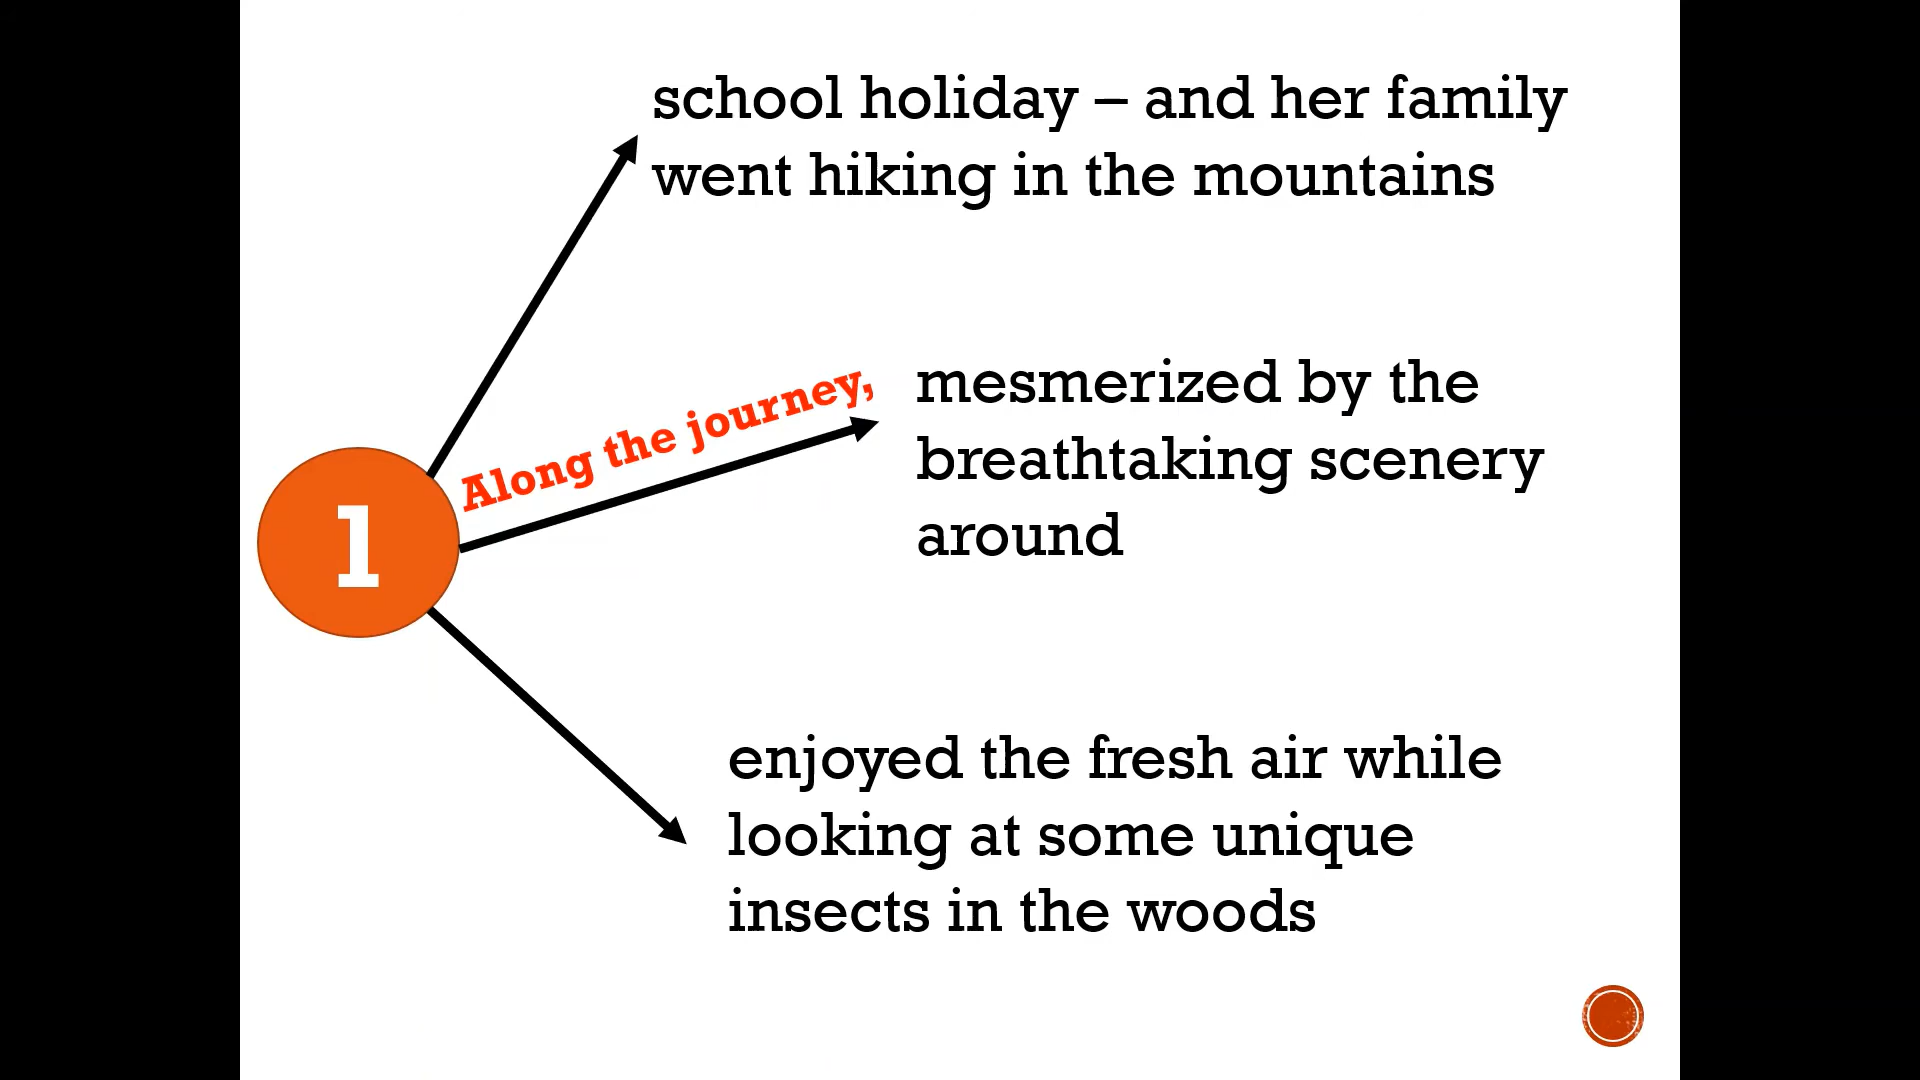 school holiday – and her family
went hiking in the mountains
Along the journey,
mesmerized by the
breathtaking scenery
around
1
enjoyed the fresh air while
looking at some unique
insects in the woods